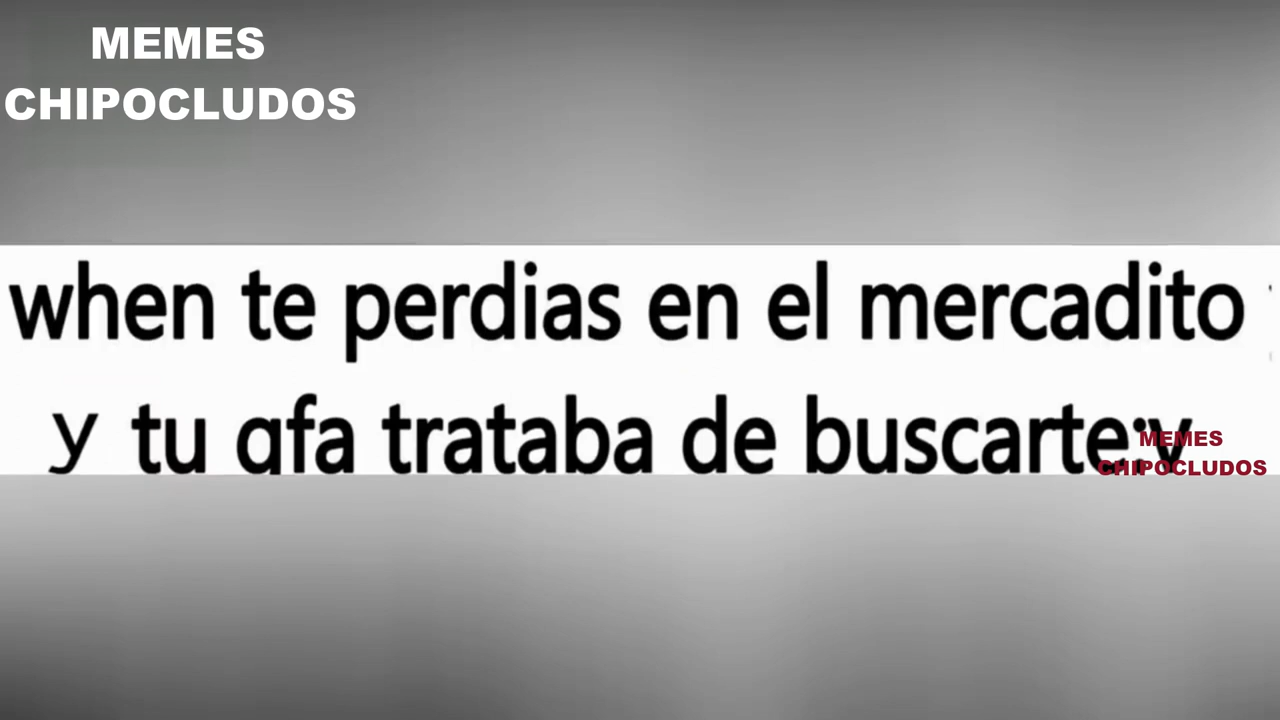 MEMES
CHIPOCLUDOS
when te perdias en el mercadito
y tu gfa trataba de buscarte:v
MEMES
CHIPOCLUDOS